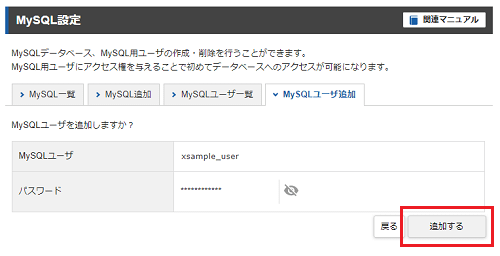 MySQL設定
関連マニュアル
MySQLデータベース、MySQL用ユーザの作成・削除を行うことができます。
MySQL用ユーザにアクセス権を与えることで初めてデータベースへのアクセスが可能になります。
MySQL一覧 MySQL追加 MySQLユーザ一覧 MySQLユーザ追加
MySQLユーザを追加しますか？
MySQLユーザ xsample_user
パスワード ************
戻る 追加する